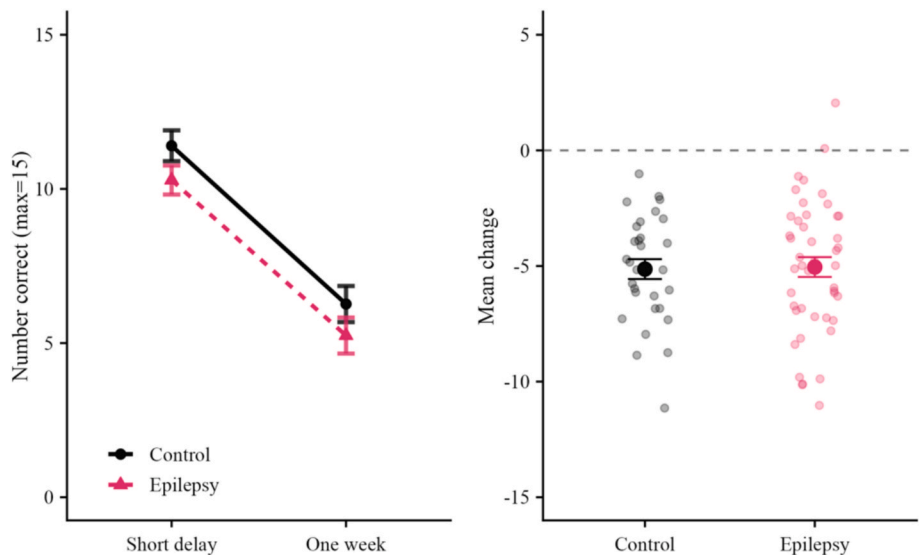 Number correct (max=15)
15
10
5
0
Control
Epilepsy
Short delay
One week
Mean change
5
0
-5
-10
-15
Control
Epilepsy